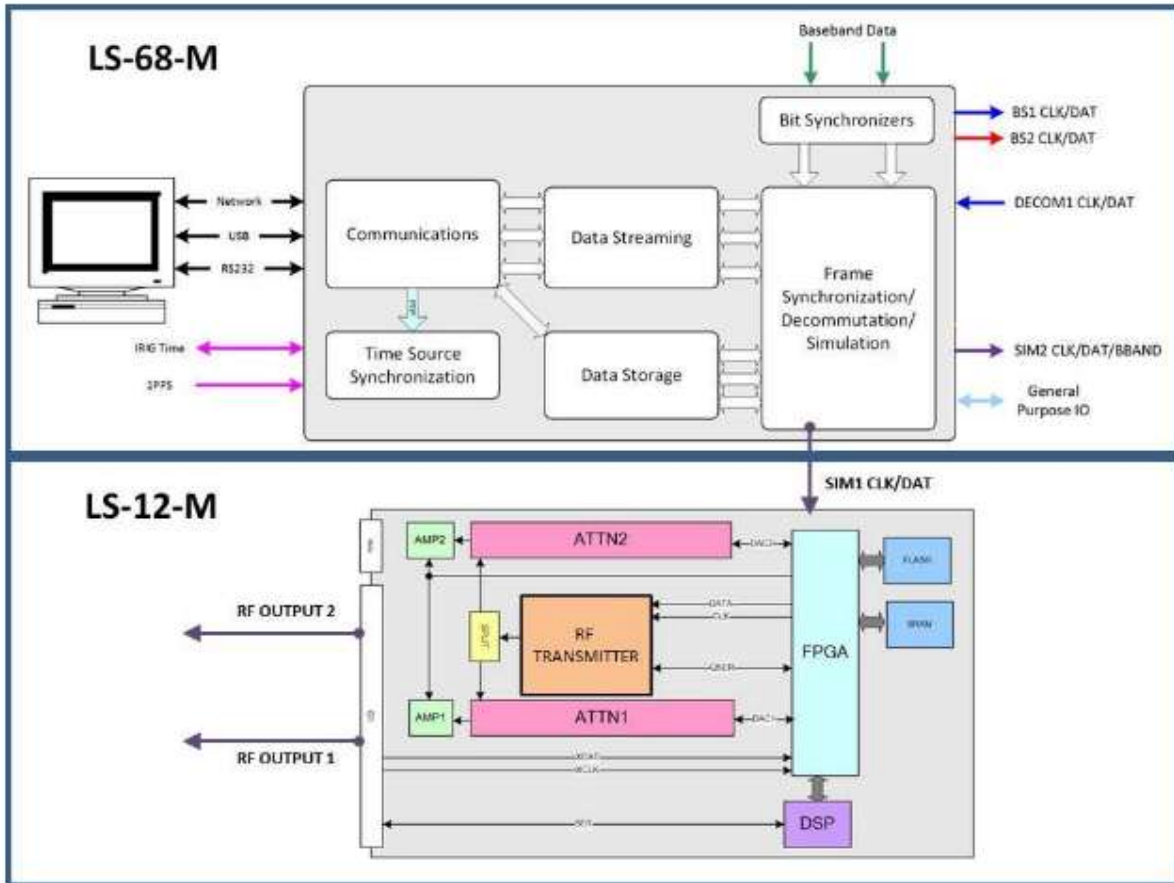 LS-68-M
Baseband Data
Bit Synchronizers
BS1 CLK/DAT
BS2 CLK/DAT
DECOM1 CLK/DAT
Network
USB
RS232
Communications
Data Streaming
Frame
Synchronization/
Decommutation/
Simulation
IRIG Time
1PPS
Time Source
Synchronization
Data Storage
SIM2 CLK/DAT/BBAND
General
Purpose IO
LS-12-M
SIM1 CLK/DAT
AMP2
ATTN2
FLASH
RF OUTPUT 2
SPLIT
RF
TRANSMITTER
DATA
CLK
FPGA
AMP1
ATTN1
DAC1
RF OUTPUT 1
DSP